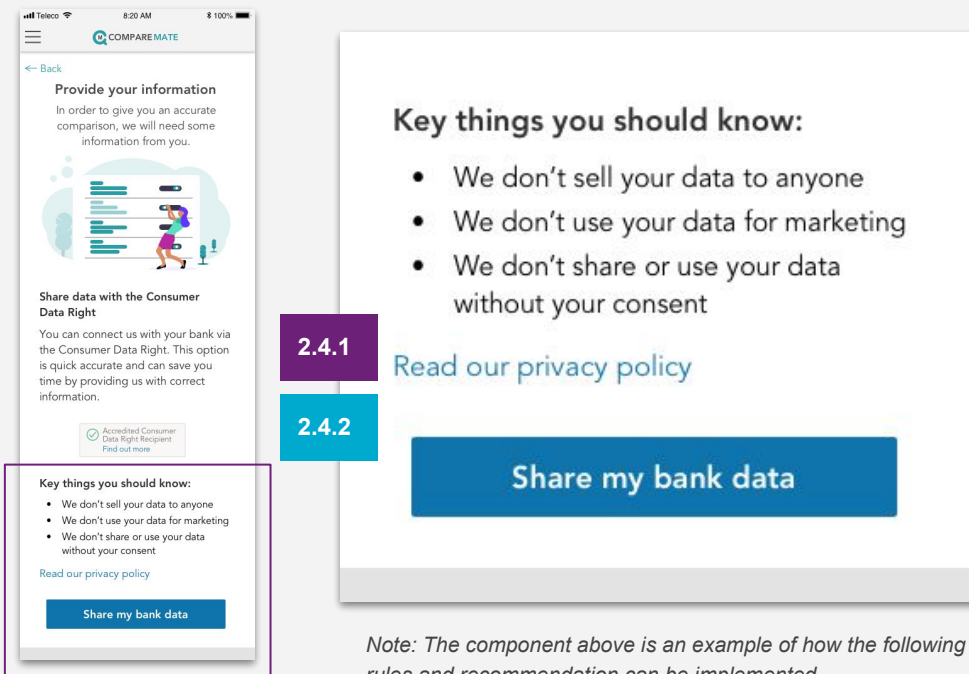 Teleco
8:20 AM
100%
COMPARE MATE
← Back
Provide your information
In order to give you an accurate
comparison, we will need some
information from you.
Share data with the Consumer
Data Right
You can connect us with your bank via
the Consumer Data Right. This option
is quick accurate and can save you
time by providing us with correct
information.
Accredited Consumer
Data Right Recipient
Find out more
Key things you should know:
• We don't sell your data to anyone
• We don't use your data for marketing
• We don't share or use your data
without your consent
Read our privacy policy
Share my bank data
Key things you should know:
• We don't sell your data to anyone
• We don't use your data for marketing
• We don't share or use your data
without your consent
2.4.1
Read our privacy policy
2.4.2
Share my bank data
Note: The component above is an example of how the following
rules and recommendation can be implemented